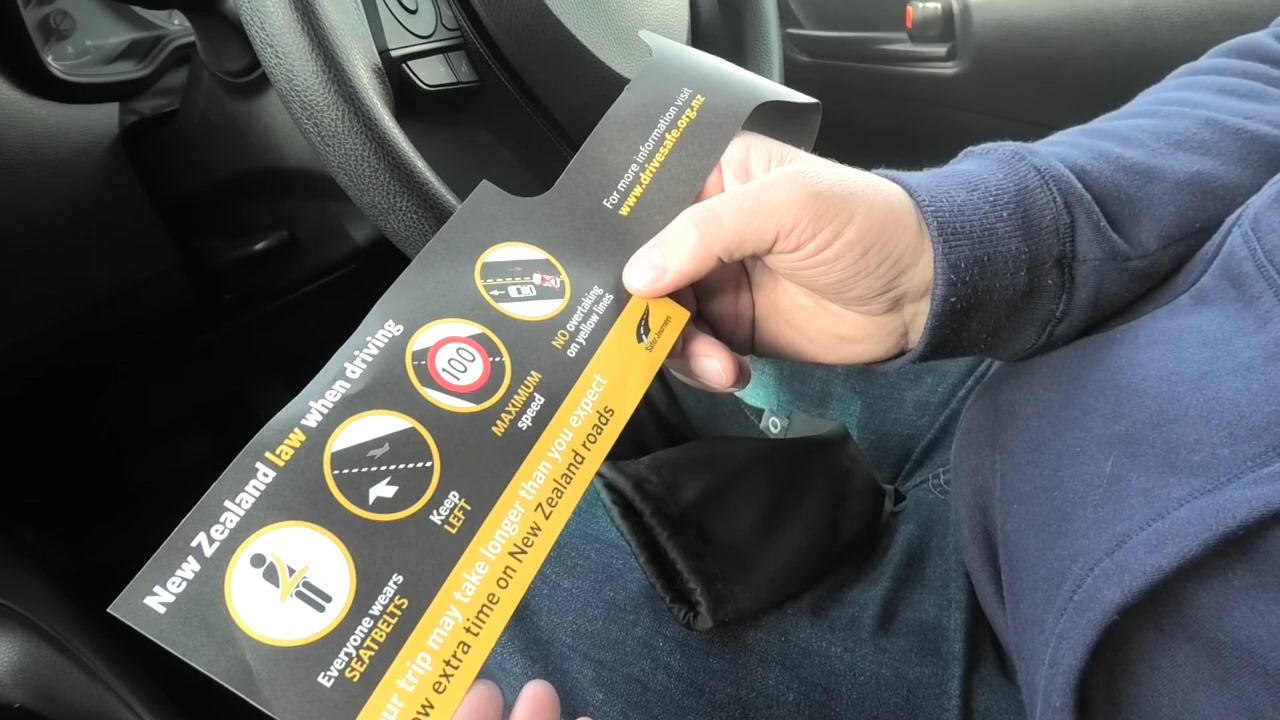 For more information visit
www.drivesafe.org.nz
New Zealand law when driving
Everyone wears
SEATBELTS
Keep
LEFT
100
MAXIMUM
speed
NO overtaking
on yellow lines
Safer Journeys
trip may take longer than you expect
extra time on New Zealand roads